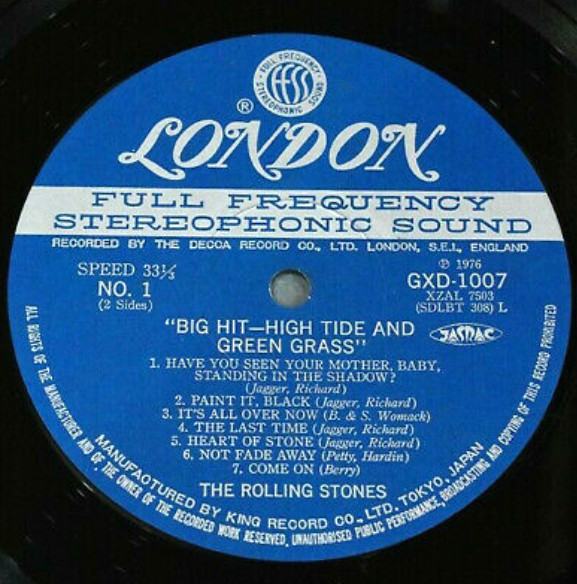 FULL FREQUENCY
ffss
STEREOPHONIC SOUND
®
LONDON
FULL FREQUENCY
STEREOPHONIC SOUND
RECORDED BY THE DECCA RECORD CO., LTD. LONDON, S.E.I., ENGLAND
SPEED 33⅓
NO. 1
(2 Sides)
℗ 1976
GXD-1007
XZAL 7503
(SDLBT 308) L
JASRAC
"BIG HIT—HIGH TIDE AND
GREEN GRASS"
1. HAVE YOU SEEN YOUR MOTHER, BABY,
STANDING IN THE SHADOW?
(Jagger, Richard)
2. PAINT IT, BLACK (Jagger, Richard)
3. IT'S ALL OVER NOW (B. & S. Womack)
4. THE LAST TIME (Jagger, Richard)
5. HEART OF STONE (Jagger, Richard)
6. NOT FADE AWAY (Petty, Hardin)
7. COME ON (Berry)
THE ROLLING STONES
MANUFACTURED BY KING RECORD CO., LTD. TOKYO, JAPAN
ALL RIGHTS OF THE MANUFACTURER AND OF THE OWNER OF THE RECORDED WORK RESERVED, UNAUTHORISED PUBLIC PERFORMANCE, BROADCASTING AND COPYING OF THIS RECORD PROHIBITED